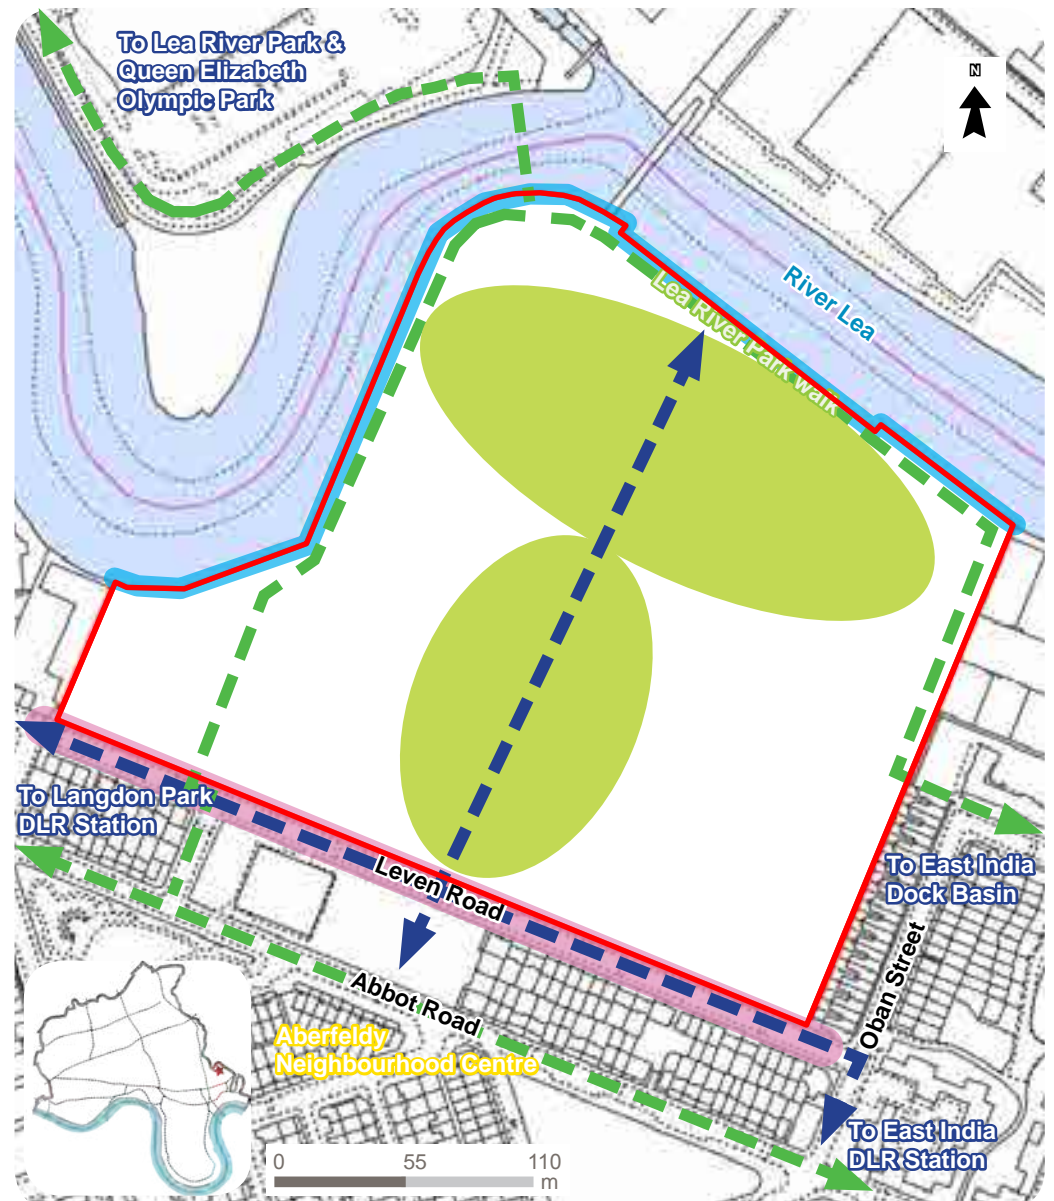 To Lea River Park &
Queen Elizabeth
Olympic Park
N
River Lea
Lea River Park walk
To Langdon Park
DLR Station
Leven Road
To East India
Dock Basin
Oban Street
Abbot Road
Aberfeldy
Neighbourhood Centre
To East India
DLR Station
0 55 110
m